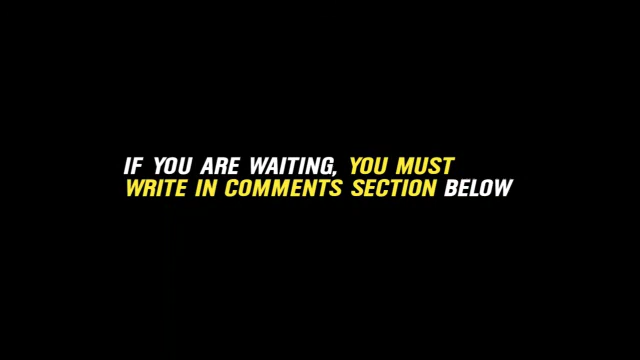 IF YOU ARE WAITING, YOU MUST
WRITE IN COMMENTS SECTION BELOW